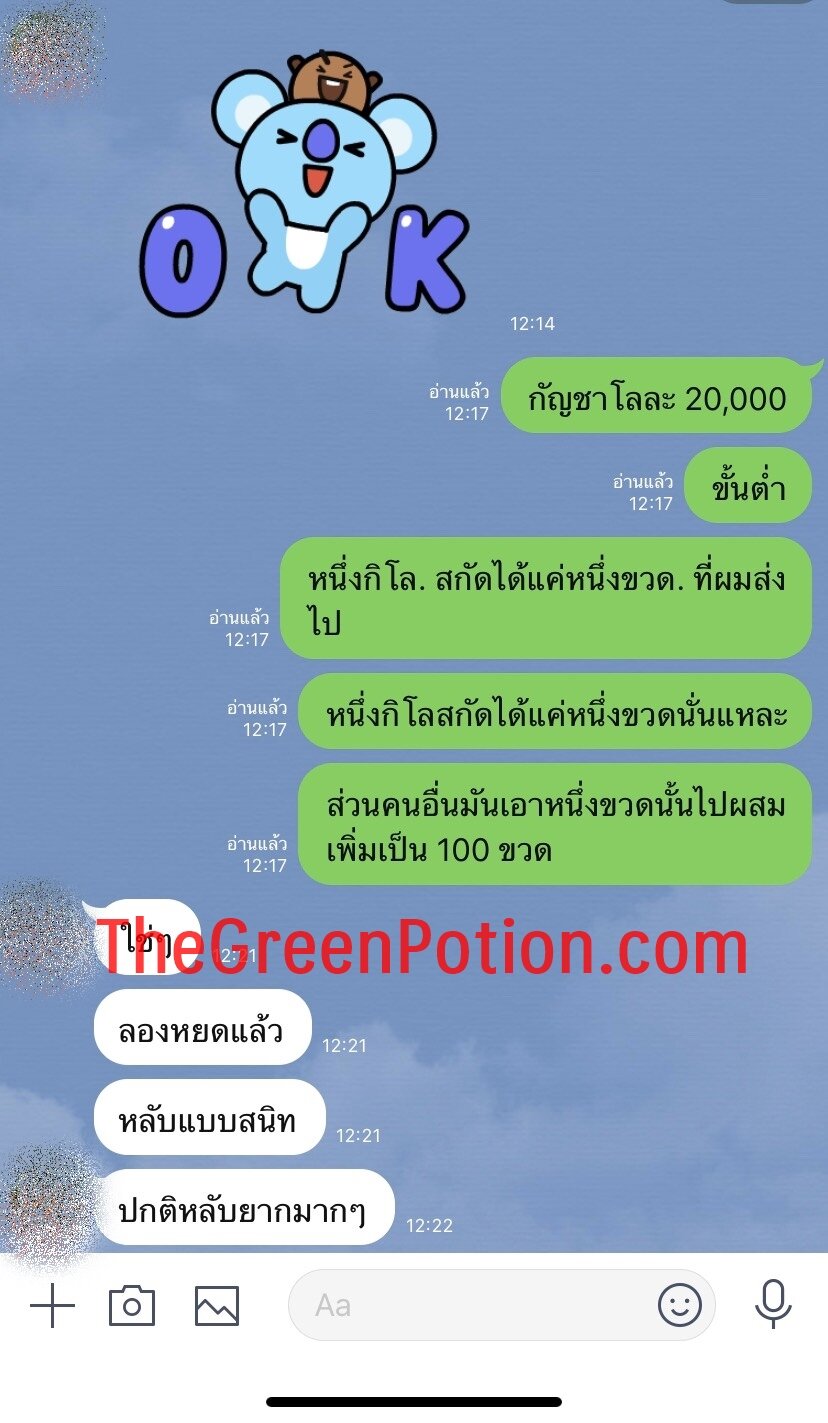 O K
12:14
อ่านแล้ว
12:17
กัญชาโลละ 20,000
อ่านแล้ว
12:17
ขั้นต่ำ
หนึ่งกิโล. สกัดได้แค่หนึ่งขวด. ที่ผมส่ง
ไป
อ่านแล้ว
12:17
หนึ่งกิโลสกัดได้แค่หนึ่งขวดนั่นแหละ
อ่านแล้ว
12:17
ส่วนคนอื่นมันเอาหนึ่งขวดนั้นไปผสม
เพิ่มเป็น 100 ขวด
อ่านแล้ว
12:17
ใช่ๆ
12:21
TheGreenPotion.com
ลองหยดแล้ว
12:21
หลับแบบสนิท
12:21
ปกติหลับยากมากๆ
12:22
Aa